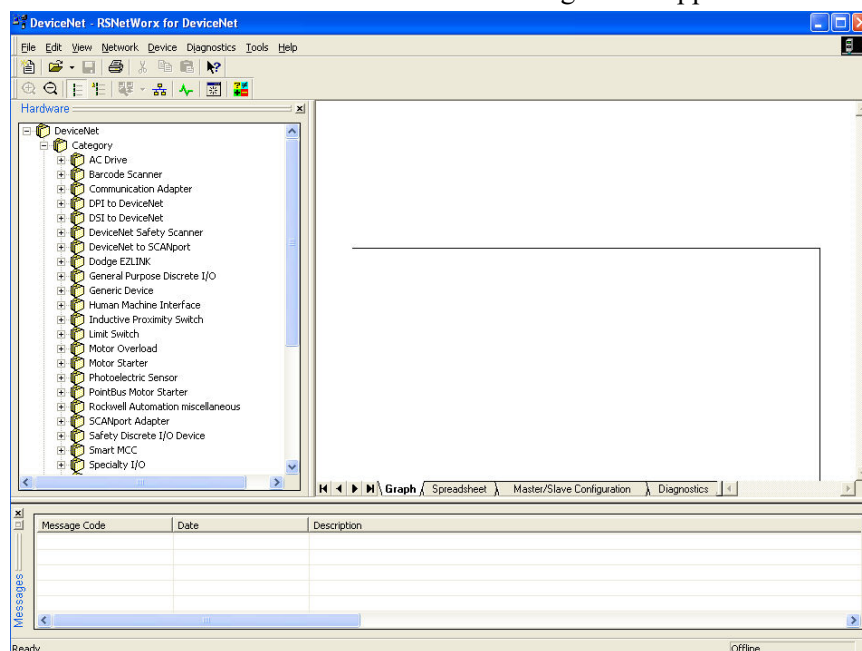 DeviceNet - RSNetWorx for DeviceNet
File Edit View Network Device Diagnostics Tools Help
Hardware
DeviceNet
Category
AC Drive
Barcode Scanner
Communication Adapter
DPI to DeviceNet
DSI to DeviceNet
DeviceNet Safety Scanner
DeviceNet to SCANport
Dodge EZLINK
General Purpose Discrete I/O
Generic Device
Human Machine Interface
Inductive Proximity Switch
Limit Switch
Motor Overload
Motor Starter
Photoelectric Sensor
PointBus Motor Starter
Rockwell Automation miscellaneous
SCANport Adapter
Safety Discrete I/O Device
Smart MCC
Specialty I/O
Graph Spreadsheet Master/Slave Configuration Diagnostics
Messages
Message Code Date Description
Ready Offline